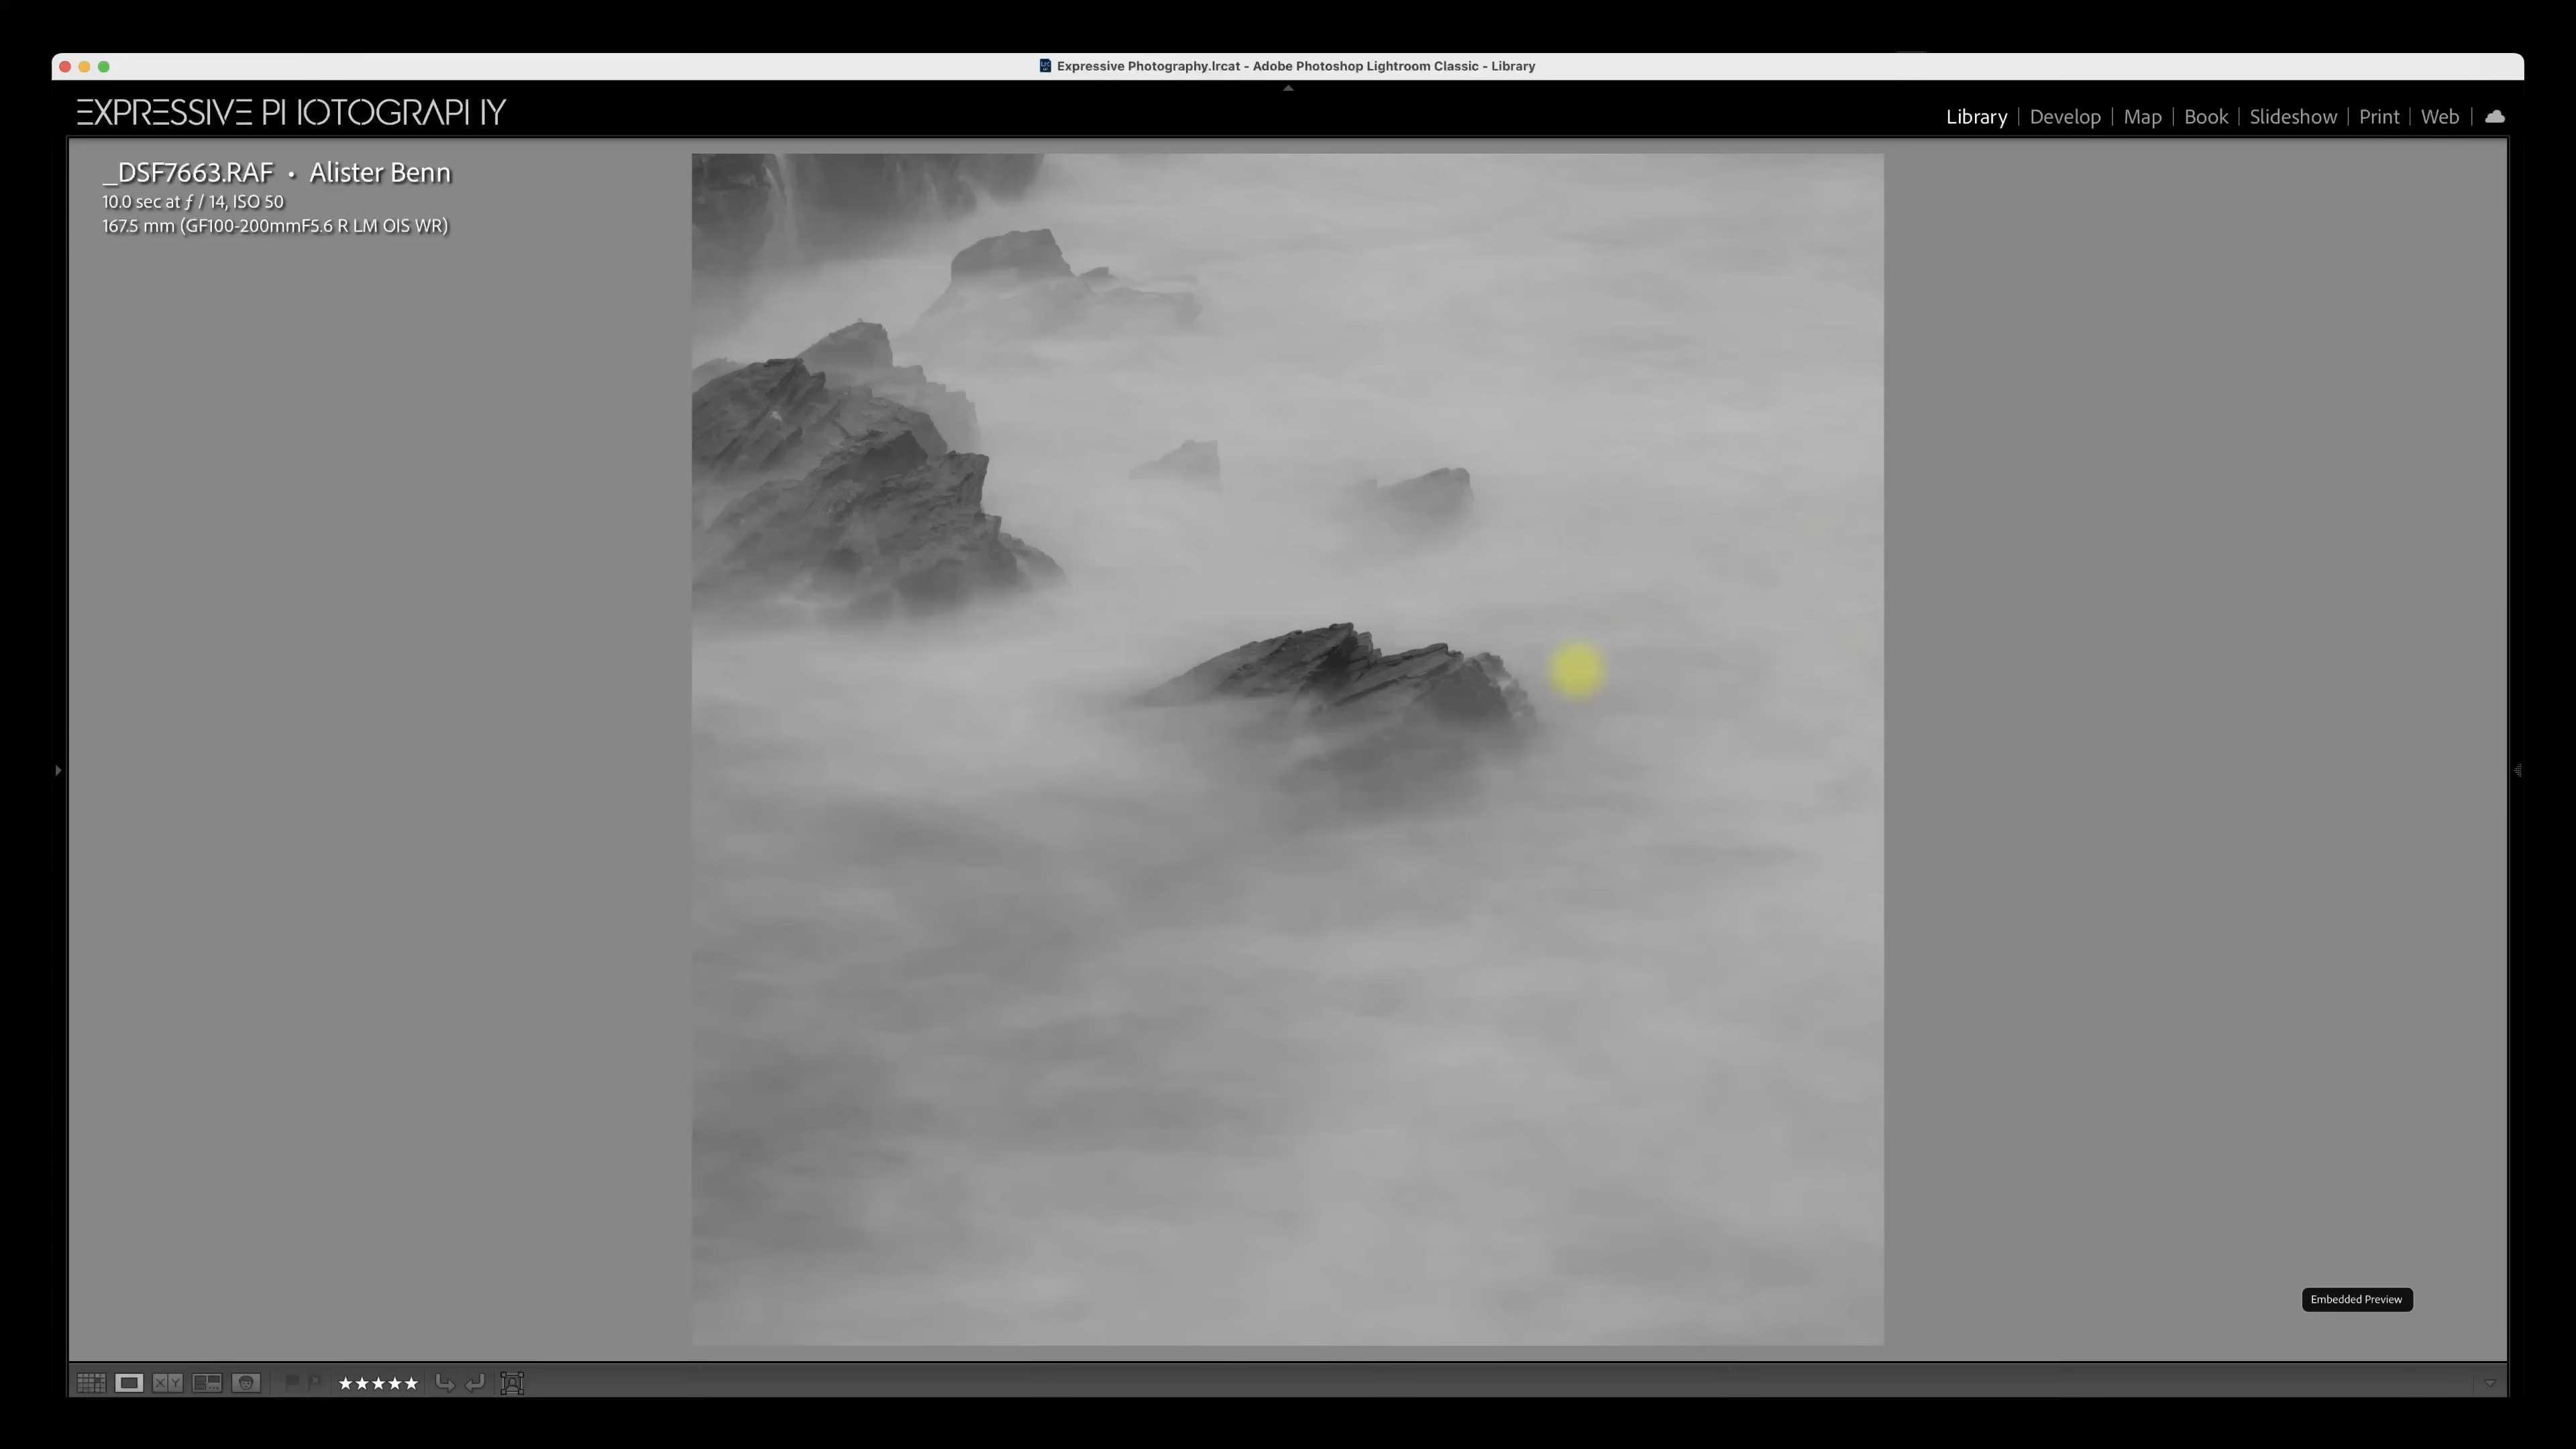 Expressive Photography.lrcat - Adobe Photoshop Lightroom Classic - Library
EXPRESSIVE PHOTOGRAPHY
Library | Develop | Map | Book | Slideshow | Print | Web |
_DSF7663.RAF • Alister Benn
10.0 sec at ƒ / 14, ISO 50
167.5 mm (GF100-200mmF5.6 R LM OIS WR)
Embedded Preview
XY
★★★★★